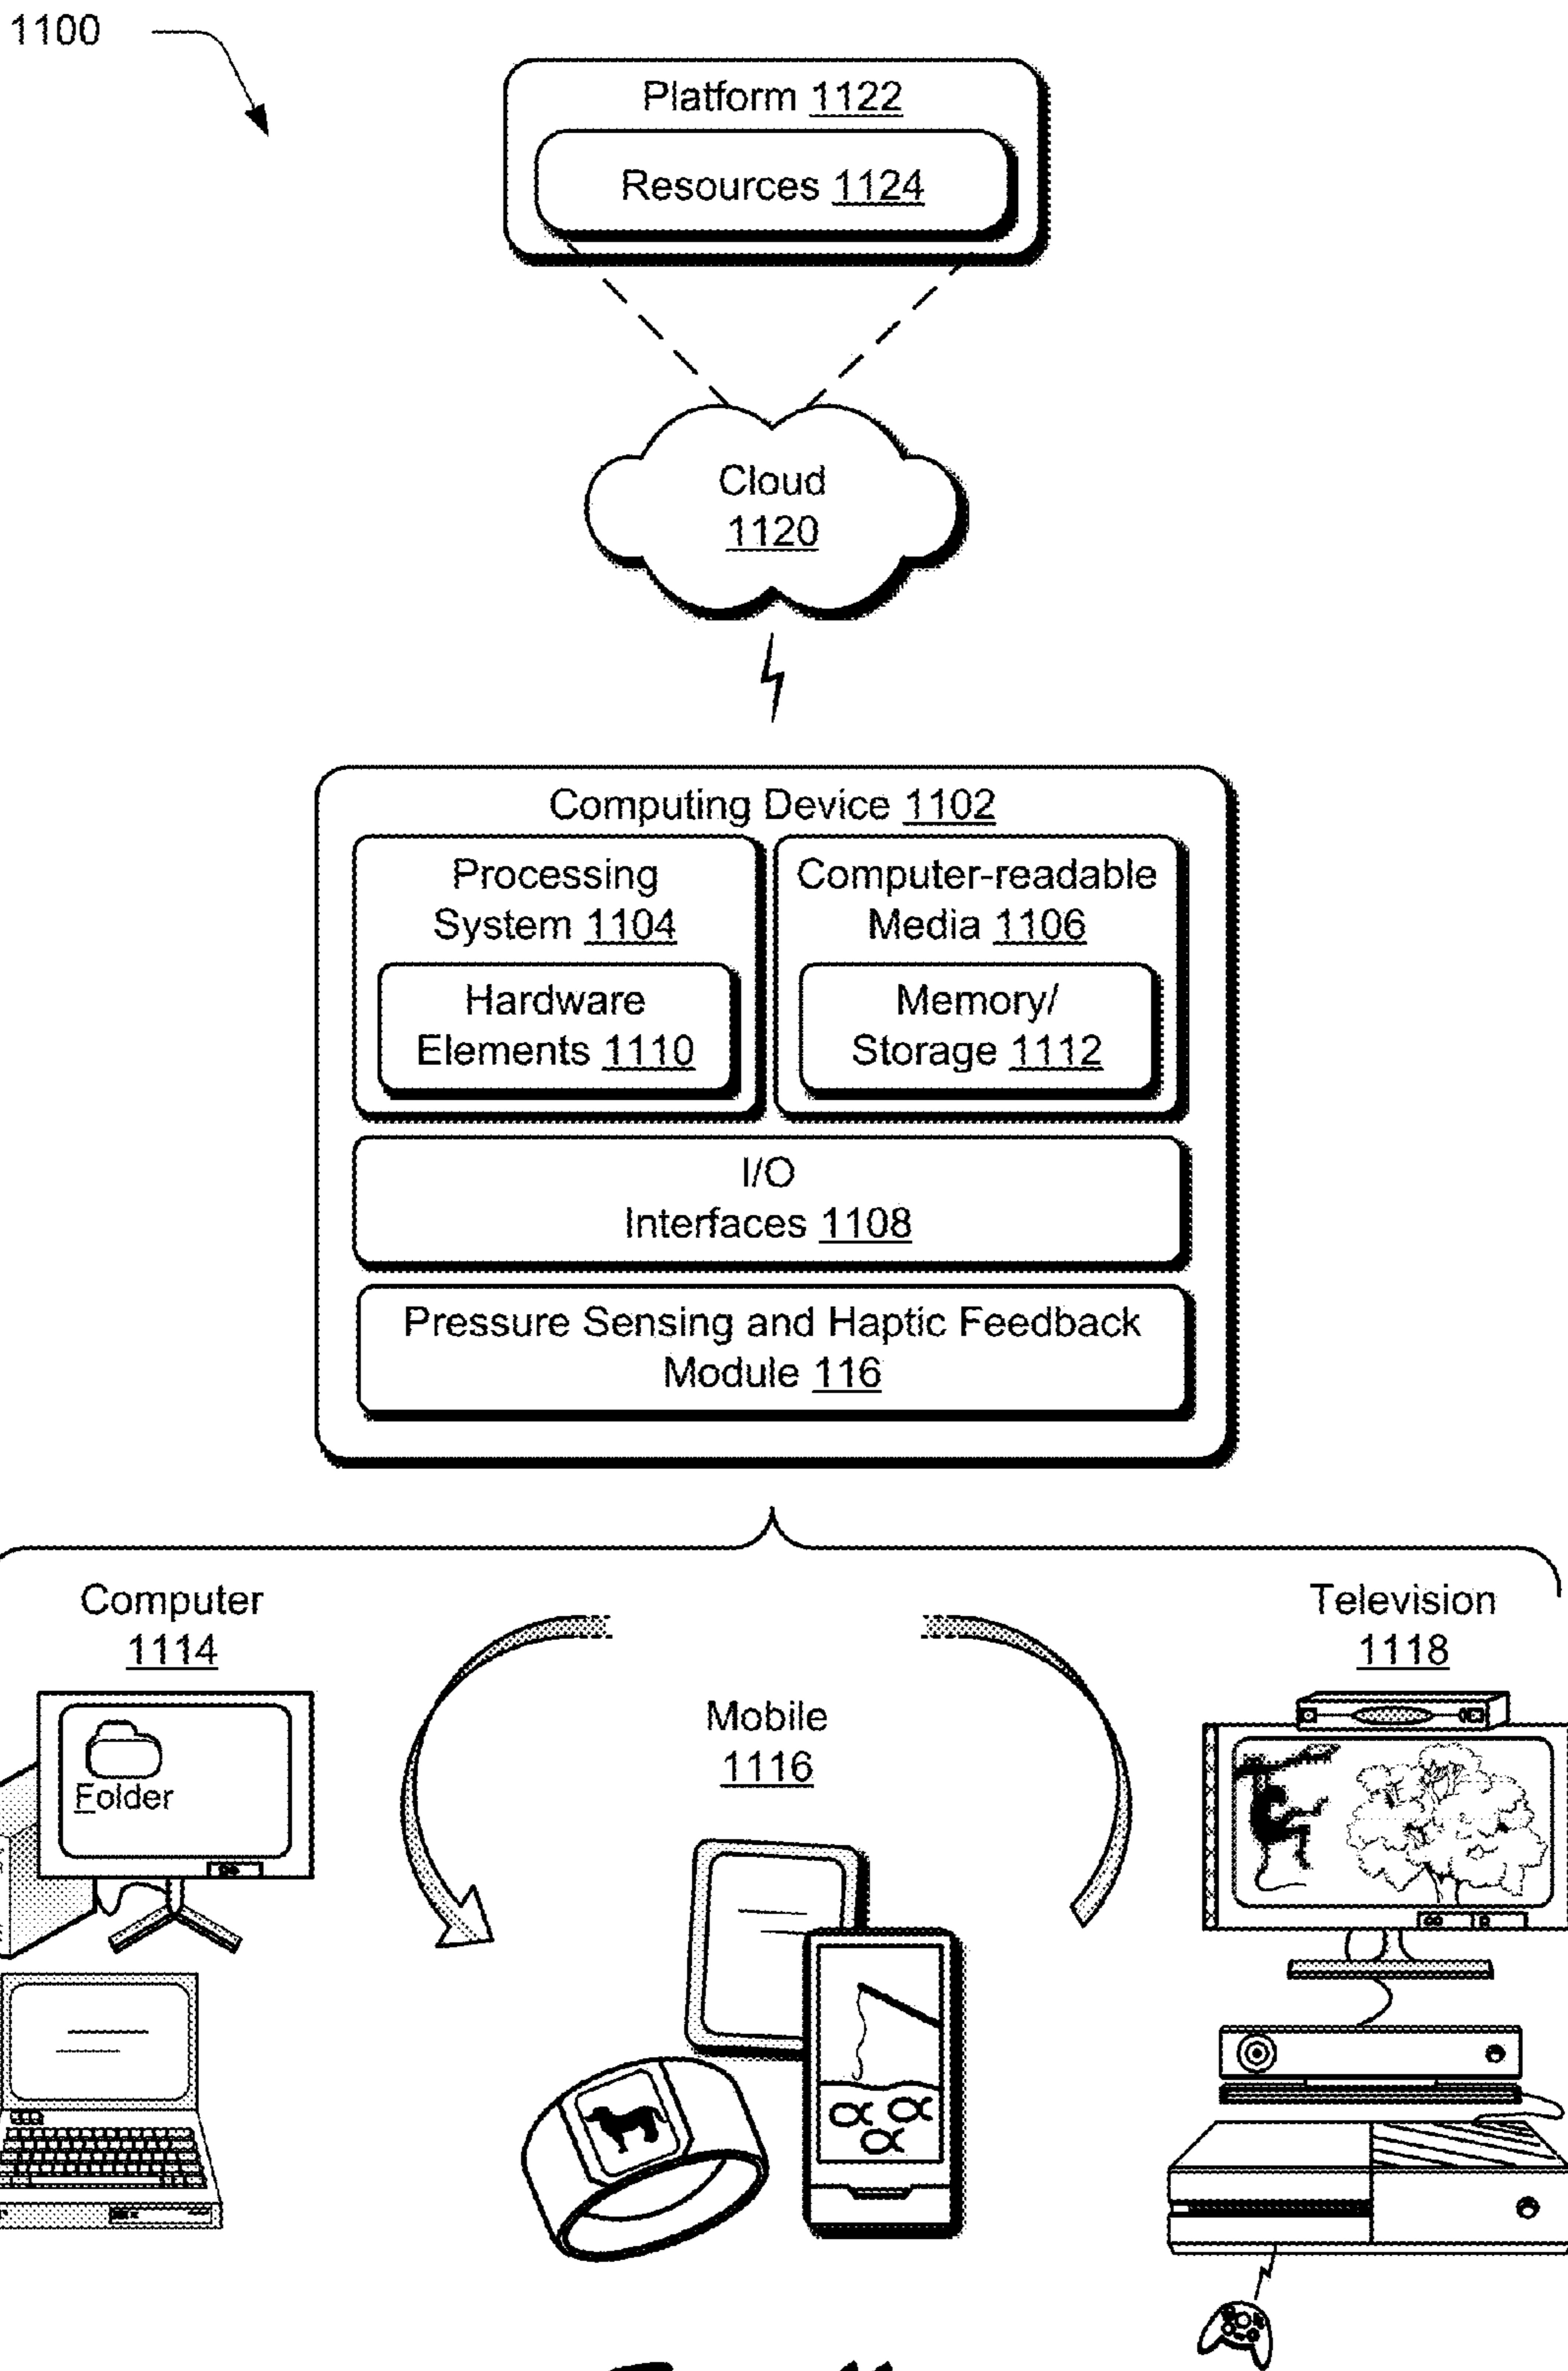 1100
Platform 1122
Resources 1124
Cloud
1120
Computing Device 1102
Processing
System 1104
Computer-readable
Media 1106
Hardware
Elements 1110
Memory/
Storage 1112
I/O
Interfaces 1108
Pressure Sensing and Haptic Feedback
Module 116
Computer
1114
Television
1118
Mobile
1116
Folder